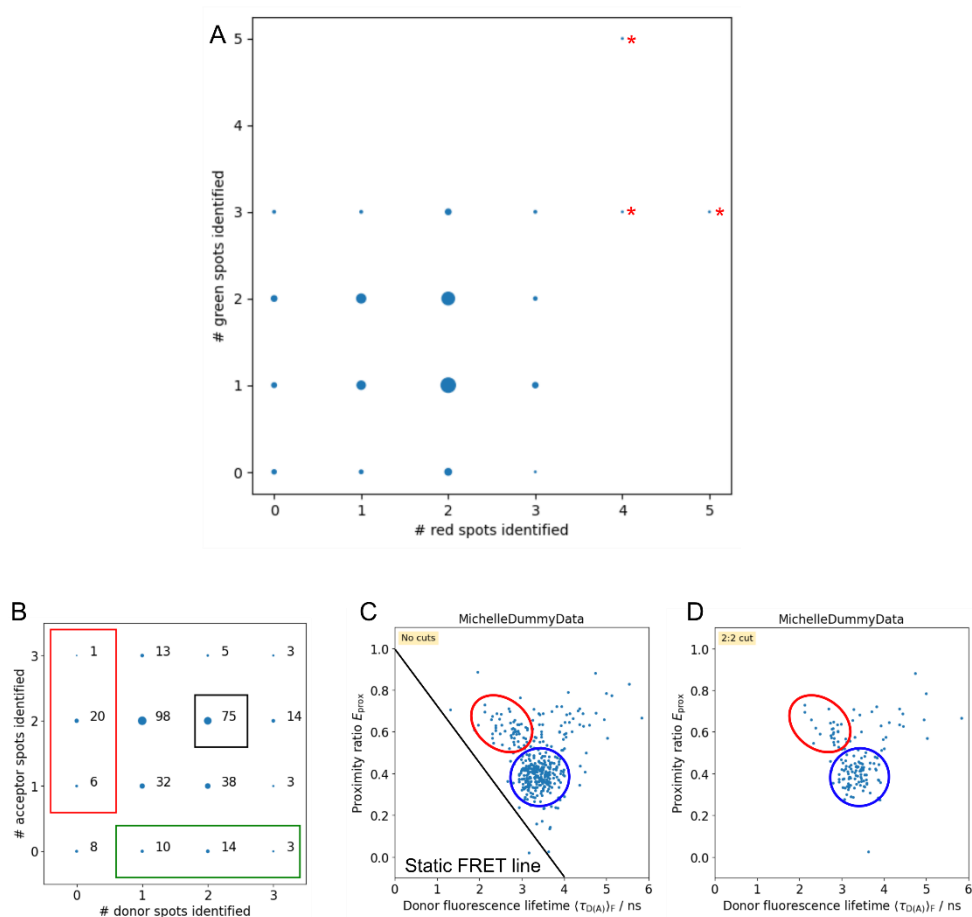 A
5
*
4
3
*
*
2
1
0
0 1 2 3 4 5
# green spots identified
# red spots identified
B
3
2
1
0
1 13 5 3
20 98 75 14
6 32 38 3
8 10 14 3
0 1 2 3
# acceptor spots identified
# donor spots identified
C
MichelleDummyData
No cuts
1.0
0.8
0.6
0.4
0.2
0.0
Static FRET line
0 1 2 3 4 5 6
Proximity ratio Eprox
Donor fluorescence lifetime ⟨τD(A)⟩F / ns
D
MichelleDummyData
2:2 cut
1.0
0.8
0.6
0.4
0.2
0.0
0 1 2 3 4 5 6
Proximity ratio Eprox
Donor fluorescence lifetime ⟨τD(A)⟩F / ns